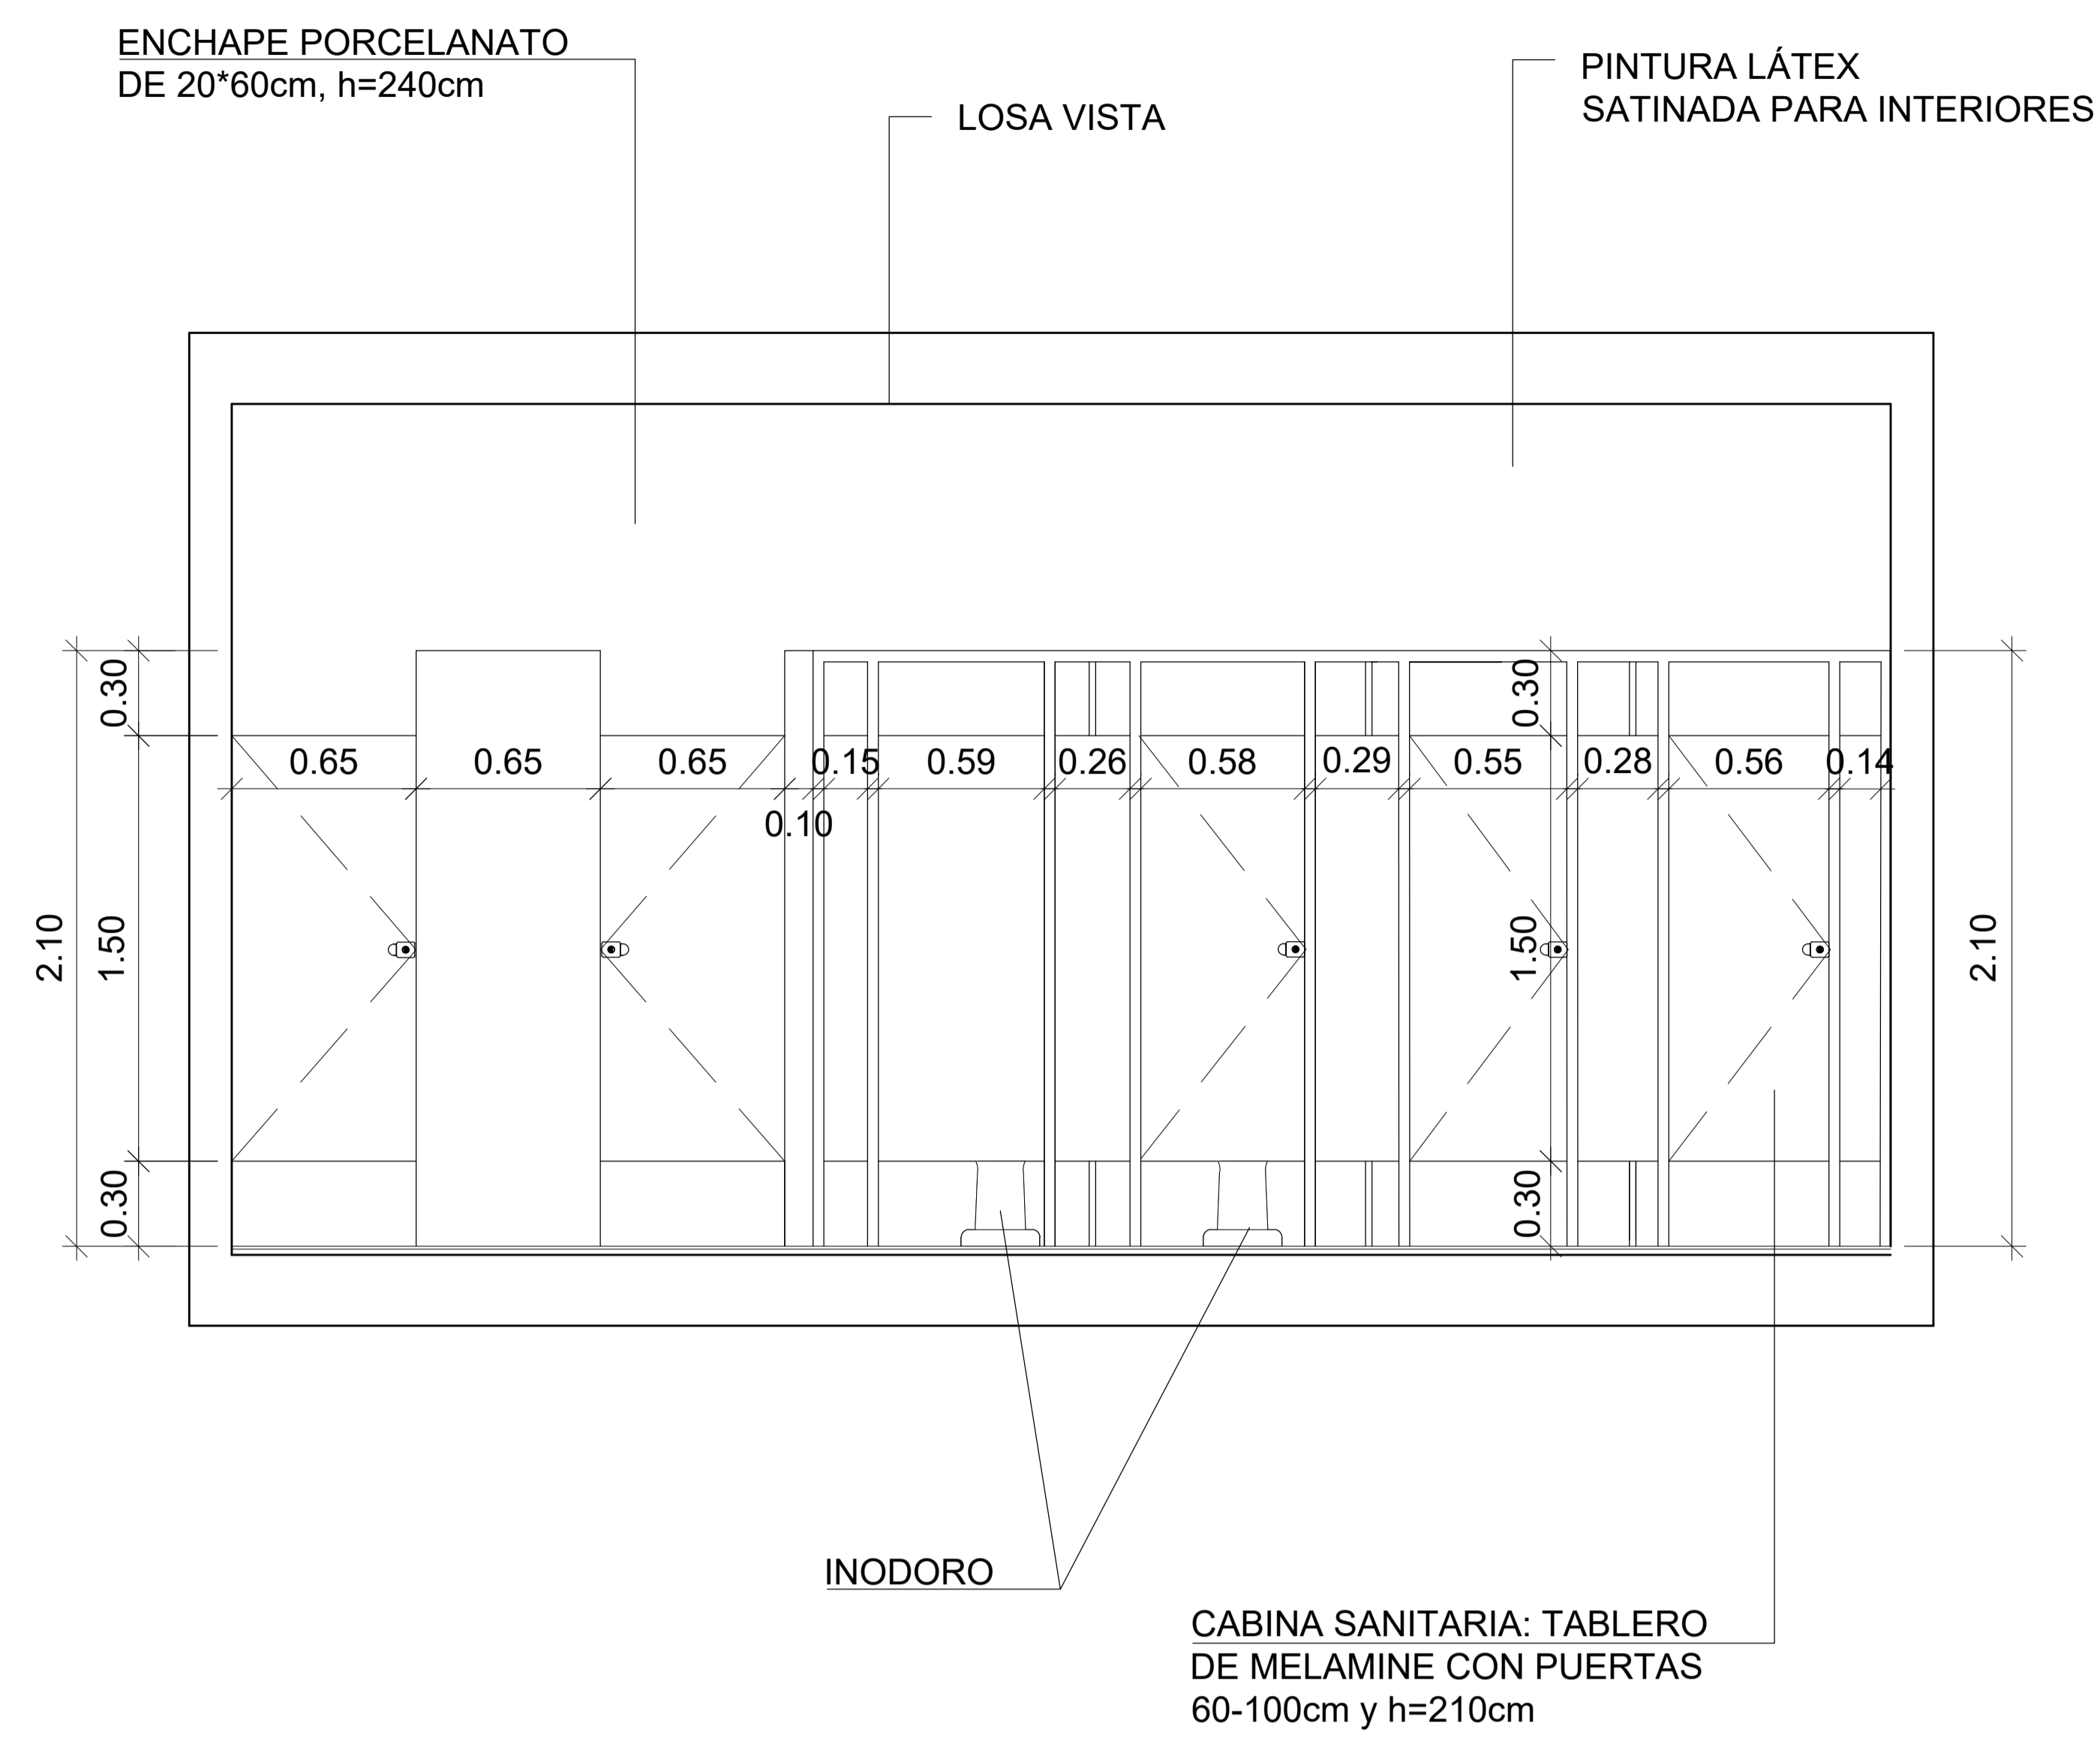 ENCHAPE PORCELANATO
DE 20*60cm, h=240cm
LOSA VISTA
PINTURA LÁTEX
SATINADA PARA INTERIORES
0.30
0.30
0.65
0.65
0.65
0.15
0.59
0.26
0.58
0.29
0.55
0.28
0.56
0.14
0.10
2.10
1.50
1.50
2.10
0.30
0.30
INODORO
CABINA SANITARIA: TABLERO
DE MELAMINE CON PUERTAS
60-100cm y h=210cm